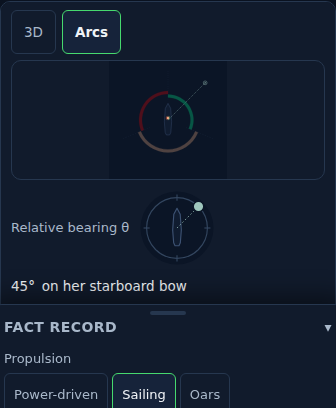 3D Arcs
Relative bearing θ
45° on her starboard bow
FACT RECORD ▼
Propulsion
Power-driven Sailing Oars